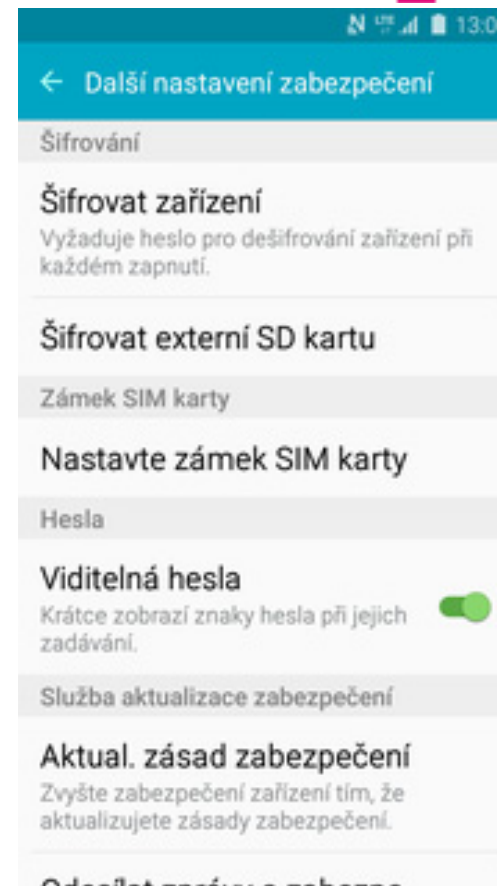 LTE 13:0
Další nastavení zabezpečení
Šifrování
Šifrovat zařízení
Vyžaduje heslo pro dešifrování zařízení při
každém zapnutí.
Šifrovat externí SD kartu
Zámek SIM karty
Nastavte zámek SIM karty
Hesla
Viditelná hesla
Krátce zobrazí znaky hesla při jejich
zadávání.
Služba aktualizace zabezpečení
Aktual. zásad zabezpečení
Zvyšte zabezpečení zařízení tím, že
aktualizujete zásady zabezpečení.